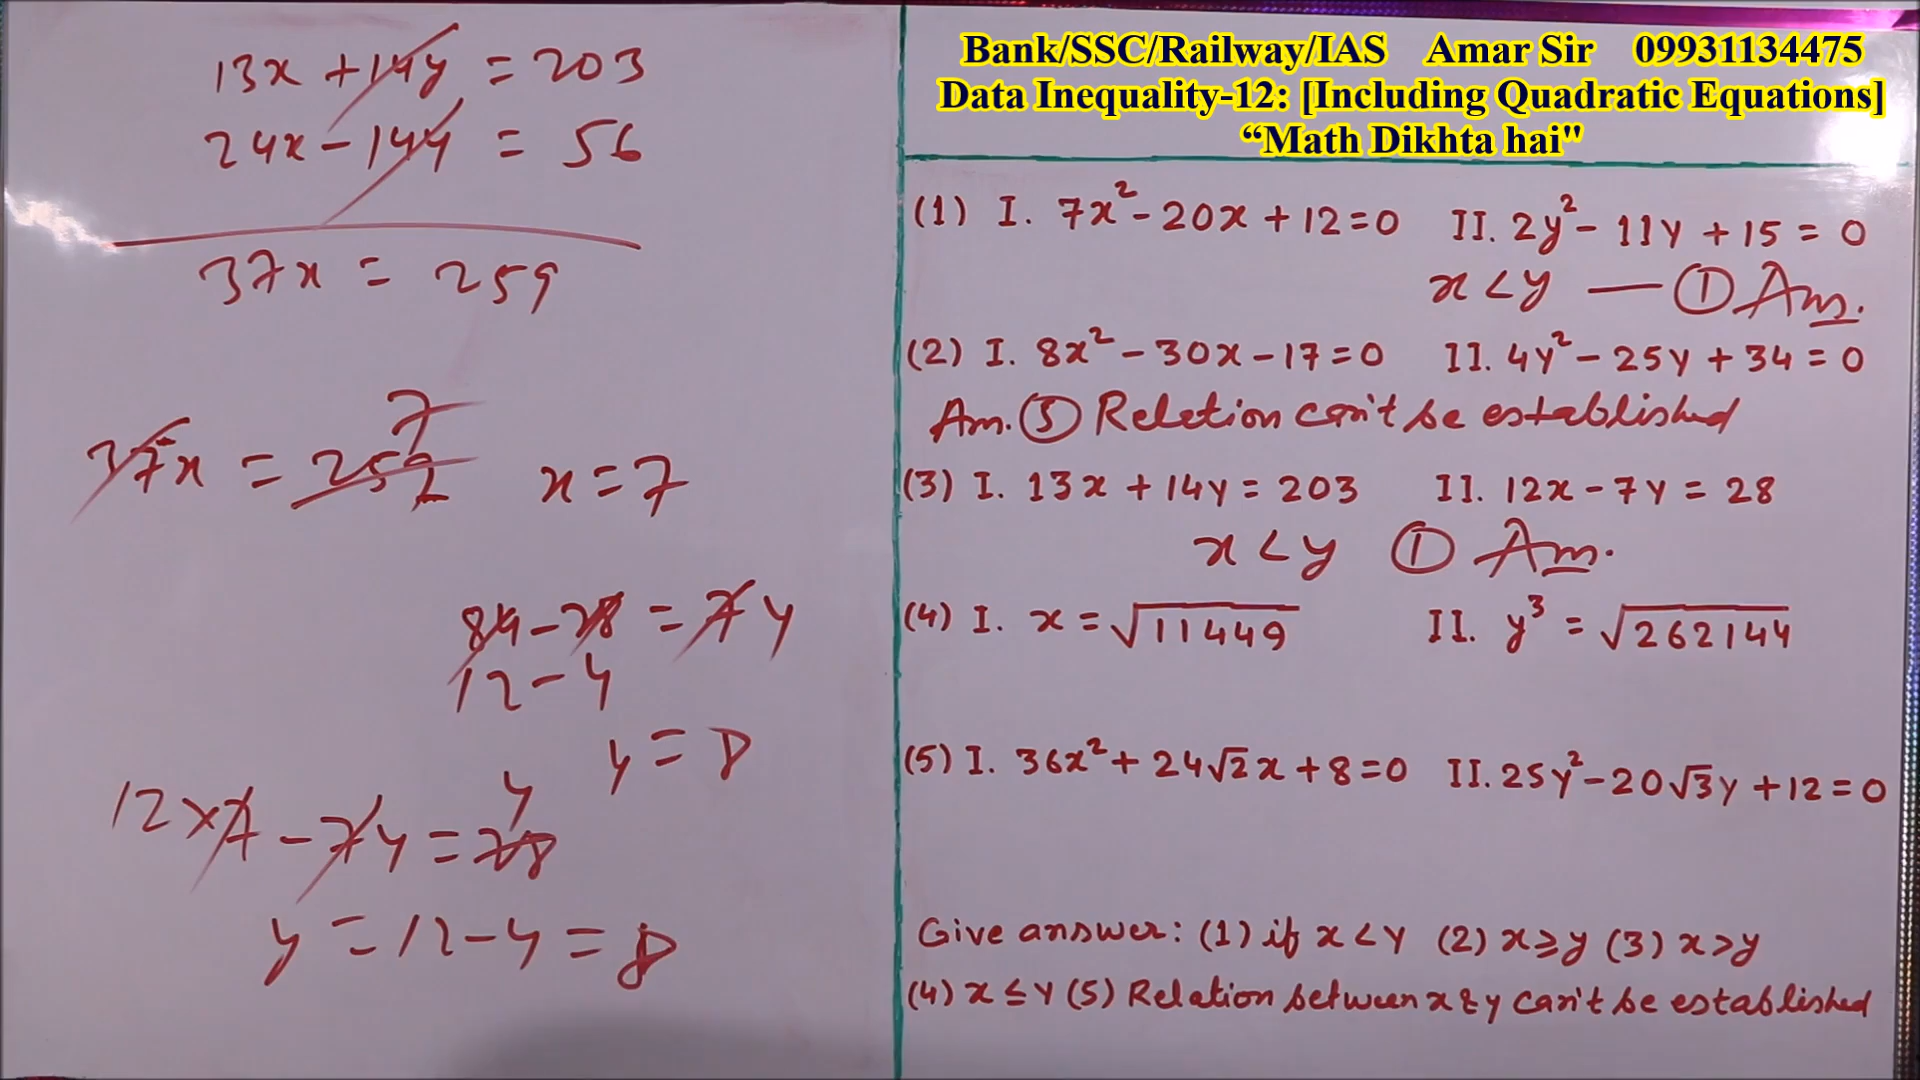 13x + 14y = 203
24x - 14y = 56
37x = 259
7
37x = 259 x = 7
84 - 28 = 7y
12 - 4
y = 8
4
12 x 7 - 7y = 28
y = 12 - 4 = 8
Bank/SSC/Railway/IAS Amar Sir 09931134475
Data Inequality-12: [Including Quadratic Equations]
“Math Dikhta hai"
(1) I. 7x² - 20x + 12 = 0 II. 2y² - 11y + 15 = 0
x < y — ① Ans.
(2) I. 8x² - 30x - 17 = 0 II. 4y² - 25y + 34 = 0
Ans. ⑤ Relation can't be established
(3) I. 13x + 14y = 203 II. 12x - 7y = 28
x < y ① Ans.
(4) I. x = √11449 II. y³ = √262144
(5) I. 36x² + 24√2x + 8 = 0 II. 25y² - 20√3y + 12 = 0
Give answer: (1) if x < y (2) x ≥ y (3) x > y
(4) x ≤ y (5) Relation between x & y can't be established